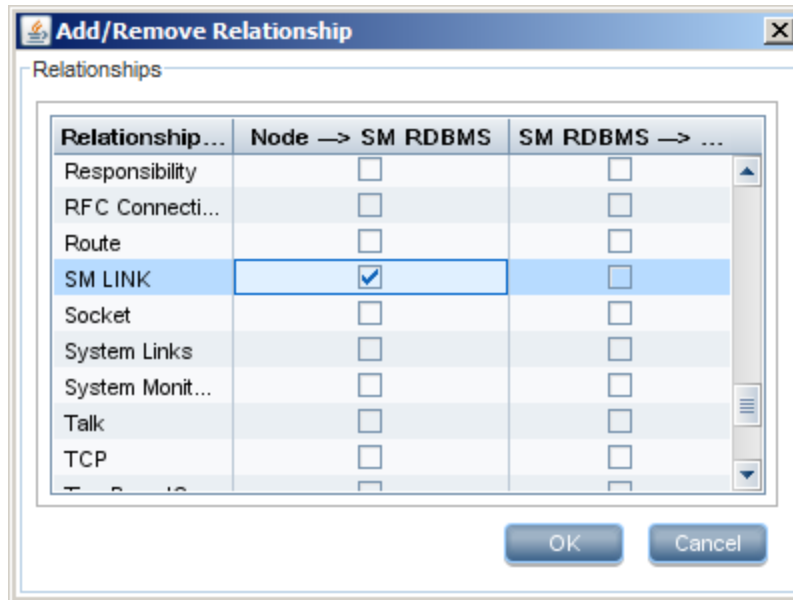 Add/Remove Relationship
Relationships
Relationship... Node —> SM RDBMS SM RDBMS —> ...
Responsibility
RFC Connecti...
Route
SM LINK
Socket
System Links
System Monit...
Talk
TCP
OK Cancel